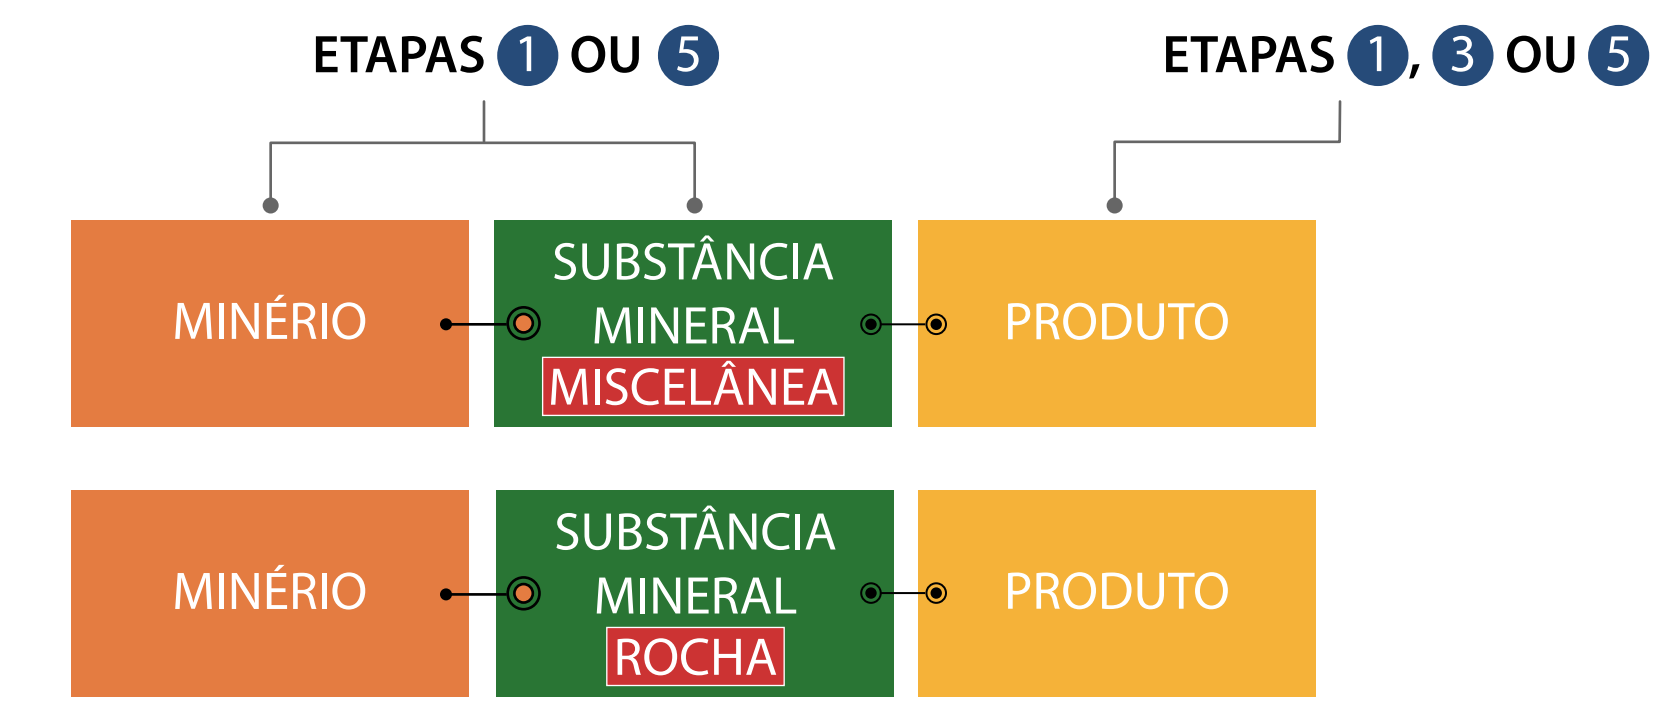 ETAPAS 1 OU 5
ETAPAS 1, 3 OU 5
MINÉRIO
SUBSTÂNCIA
MINERAL
MISCELÂNEA
PRODUTO
MINÉRIO
SUBSTÂNCIA
MINERAL
ROCHA
PRODUTO